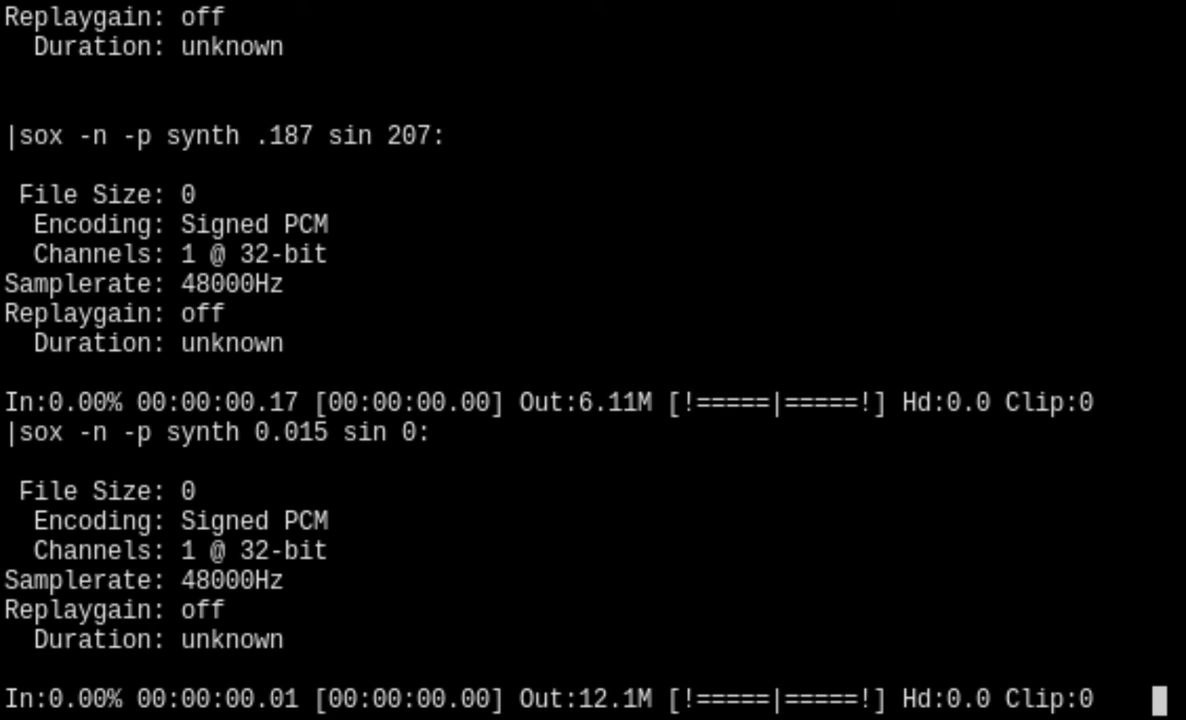 Replaygain: off
Duration: unknown
|sox -n -p synth .187 sin 207:
File Size: 0
Encoding: Signed PCM
Channels: 1 @ 32-bit
Samplerate: 48000Hz
Replaygain: off
Duration: unknown
In:0.00% 00:00:00.17 [00:00:00.00] Out:6.11M [!=====|=====!] Hd:0.0 Clip:0
|sox -n -p synth 0.015 sin 0:
File Size: 0
Encoding: Signed PCM
Channels: 1 @ 32-bit
Samplerate: 48000Hz
Replaygain: off
Duration: unknown
In:0.00% 00:00:00.01 [00:00:00.00] Out:12.1M [!=====|=====!] Hd:0.0 Clip:0